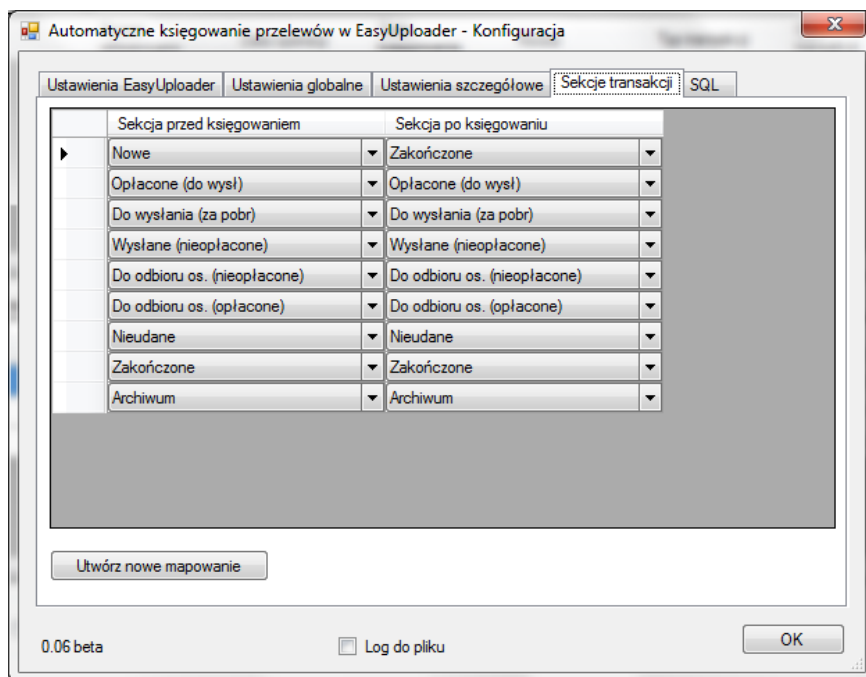 Automatyczne księgowanie przelewów w EasyUploader - Konfiguracja
Ustawienia EasyUploader Ustawienia globalne Ustawienia szczegółowe Sekcje transakcji SQL
Sekcja przed księgowaniem Sekcja po księgowaniu
Nowe Zakończone
Opłacone (do wysł) Opłacone (do wysł)
Do wysłania (za pobr) Do wysłania (za pobr)
Wysłane (nieopłacone) Wysłane (nieopłacone)
Do odbioru os. (nieopłacone) Do odbioru os. (nieopłacone)
Do odbioru os. (opłacone) Do odbioru os. (opłacone)
Nieudane Nieudane
Zakończone Zakończone
Archiwum Archiwum
Utwórz nowe mapowanie
0.06 beta Log do pliku OK